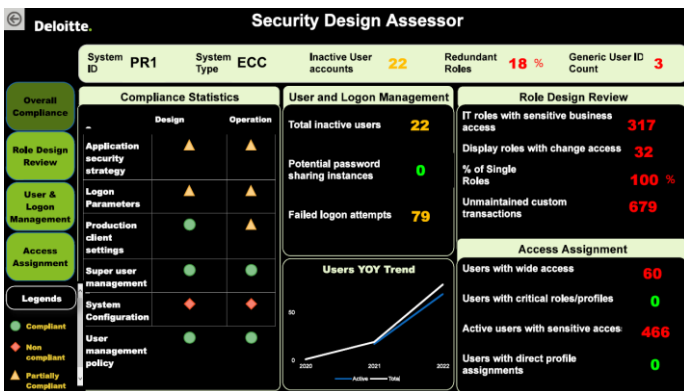 Deloitte.
Security Design Assessor
System ID PR1
System Type ECC
Inactive User accounts 22
Redundant Roles 18 %
Generic User ID Count 3
Overall Compliance
Role Design Review
User & Logon Management
Access Assignment
Legends
Compliant
Non compliant
Partially Compliant
Compliance Statistics
Design Operation
Application security strategy
Logon Parameters
Production client settings
Super user management
System Configuration
User management policy
User and Logon Management
Total inactive users 22
Potential password sharing instances 0
Failed logon attempts 79
Users YOY Trend
50
0
2020 2021 2022
Active Total
Role Design Review
IT roles with sensitive business access 317
Display roles with change access 32
% of Single Roles 100 %
Unmaintained custom transactions 679
Access Assignment
Users with wide access 60
Users with critical roles/profiles 0
Active users with sensitive acces 466
Users with direct profile assignments 0